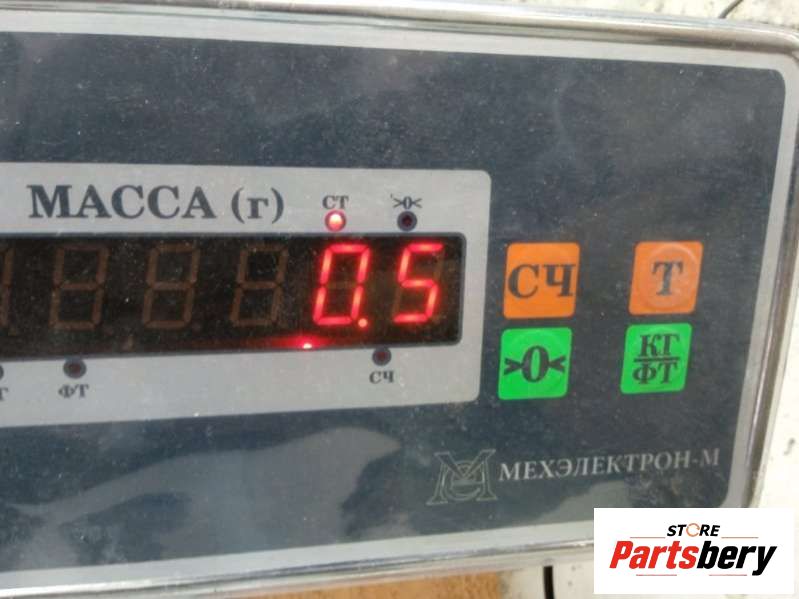 МАССА (г)
СТ
>0<
0.5
ФТ
СЧ
СЧ
Т
>0<
КГ
ФТ
МЕХЭЛЕКТРОН-М
STORE
Partsbery